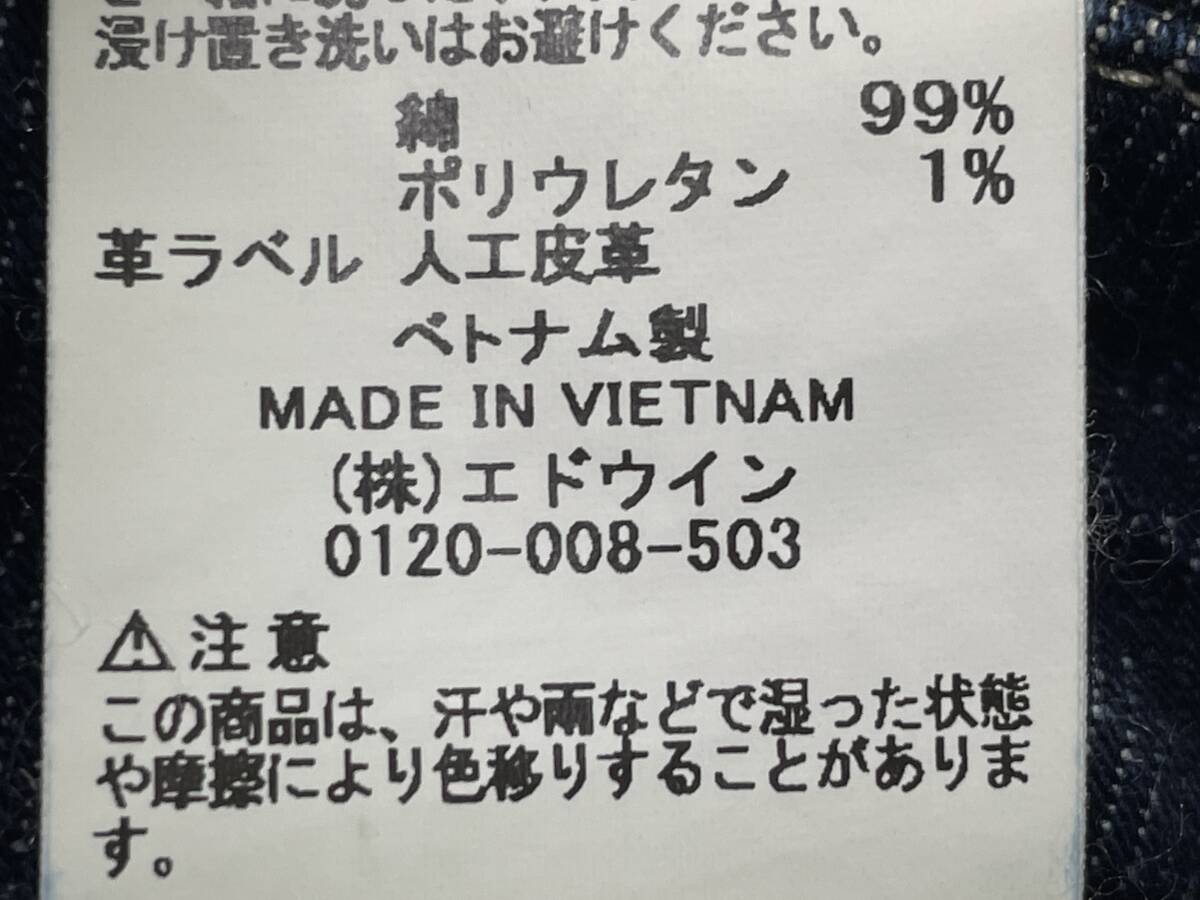 浸け置き洗いはお避けください。
綿 99%
ポリウレタン 1%
革ラベル 人工皮革
ベトナム製
MADE IN VIETNAM
(株)エドウイン
0120-008-503
⚠注意
この商品は、汗や雨などで湿った状態
や摩擦により色移りすることがありま
す。